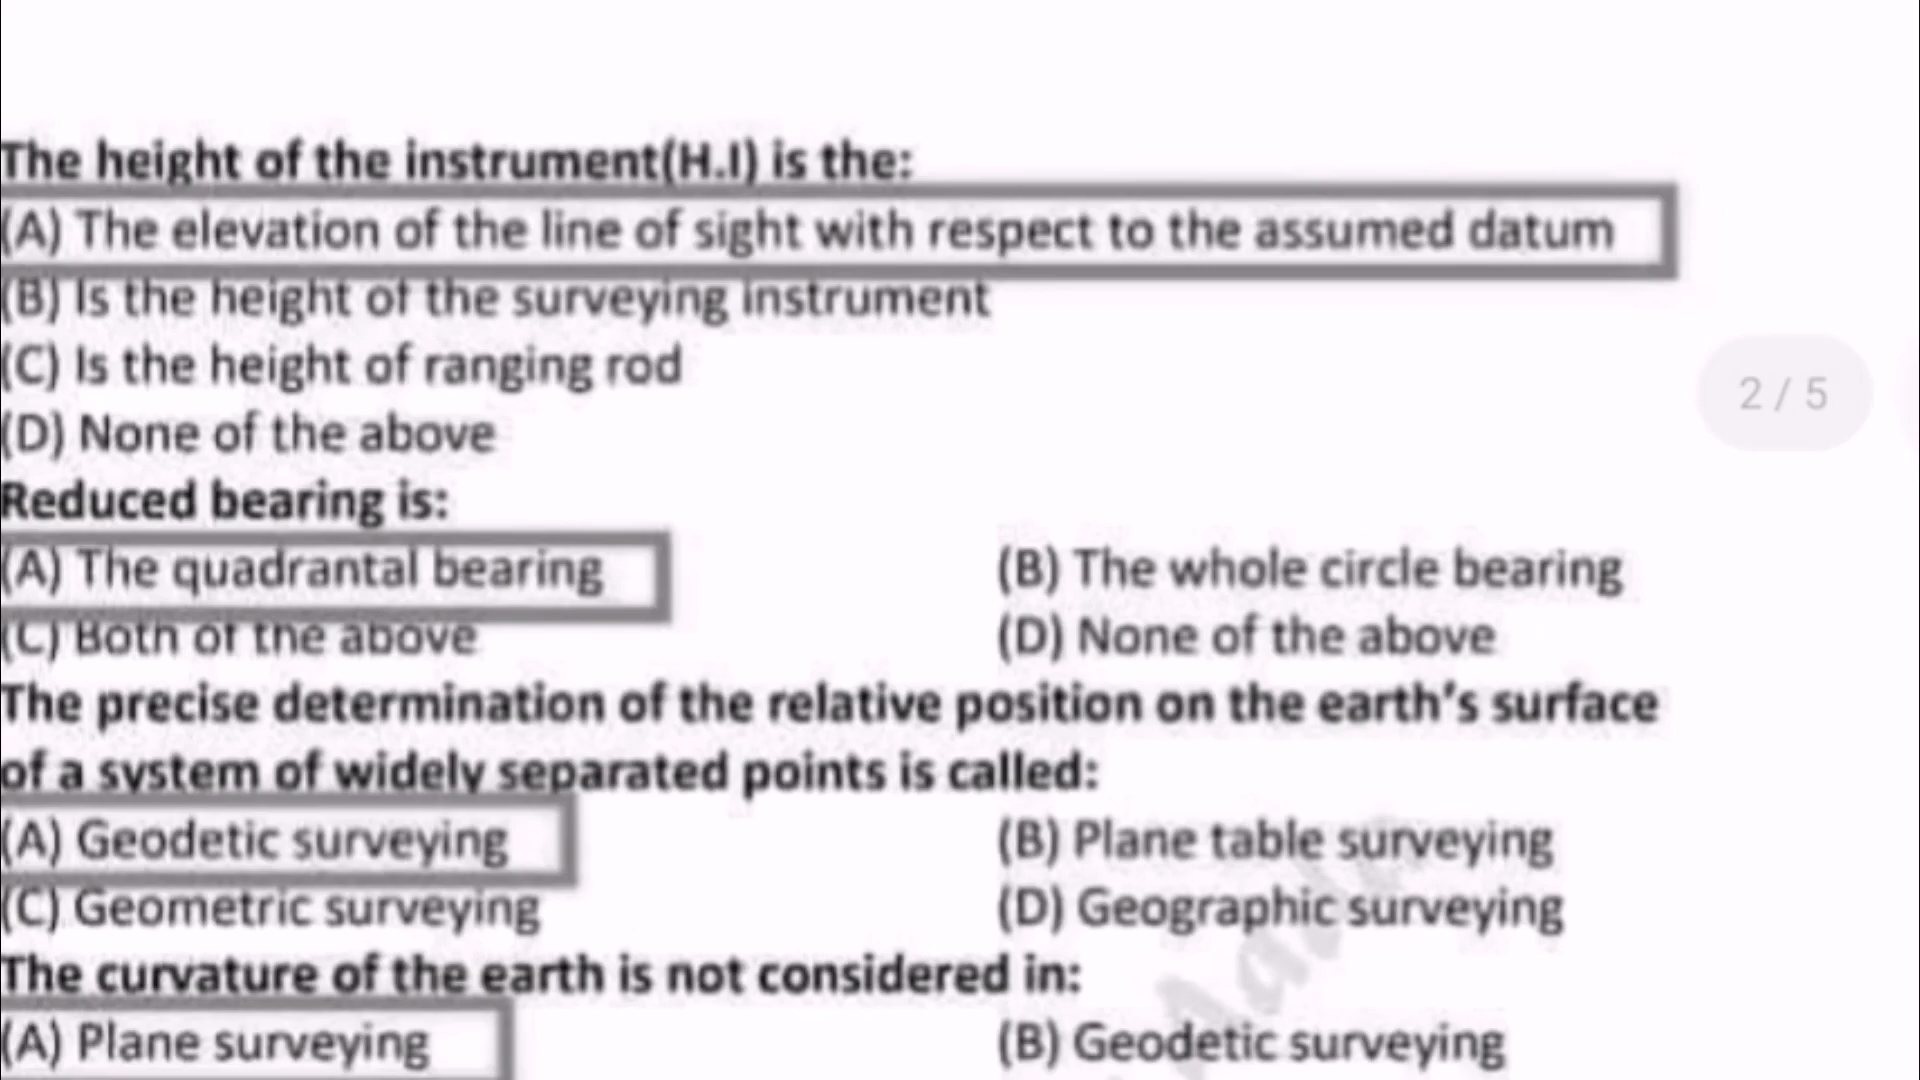 The height of the instrument(H.I) is the:
(A) The elevation of the line of sight with respect to the assumed datum
(B) Is the height of the surveying instrument
(C) Is the height of ranging rod
2 / 5
(D) None of the above
Reduced bearing is:
(A) The quadrantal bearing (B) The whole circle bearing
(C) Both of the above (D) None of the above
The precise determination of the relative position on the earth's surface
of a system of widely separated points is called:
(A) Geodetic surveying (B) Plane table surveying
(C) Geometric surveying (D) Geographic surveying
The curvature of the earth is not considered in:
(A) Plane surveying (B) Geodetic surveying